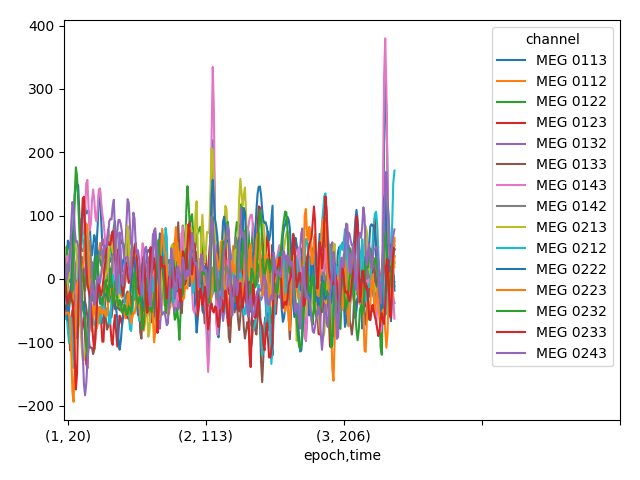 400
300
200
100
0
−100
−200
(1, 20)
(2, 113)
(3, 206)
epoch,time
channel
MEG 0113
MEG 0112
MEG 0122
MEG 0123
MEG 0132
MEG 0133
MEG 0143
MEG 0142
MEG 0213
MEG 0212
MEG 0222
MEG 0223
MEG 0232
MEG 0233
MEG 0243